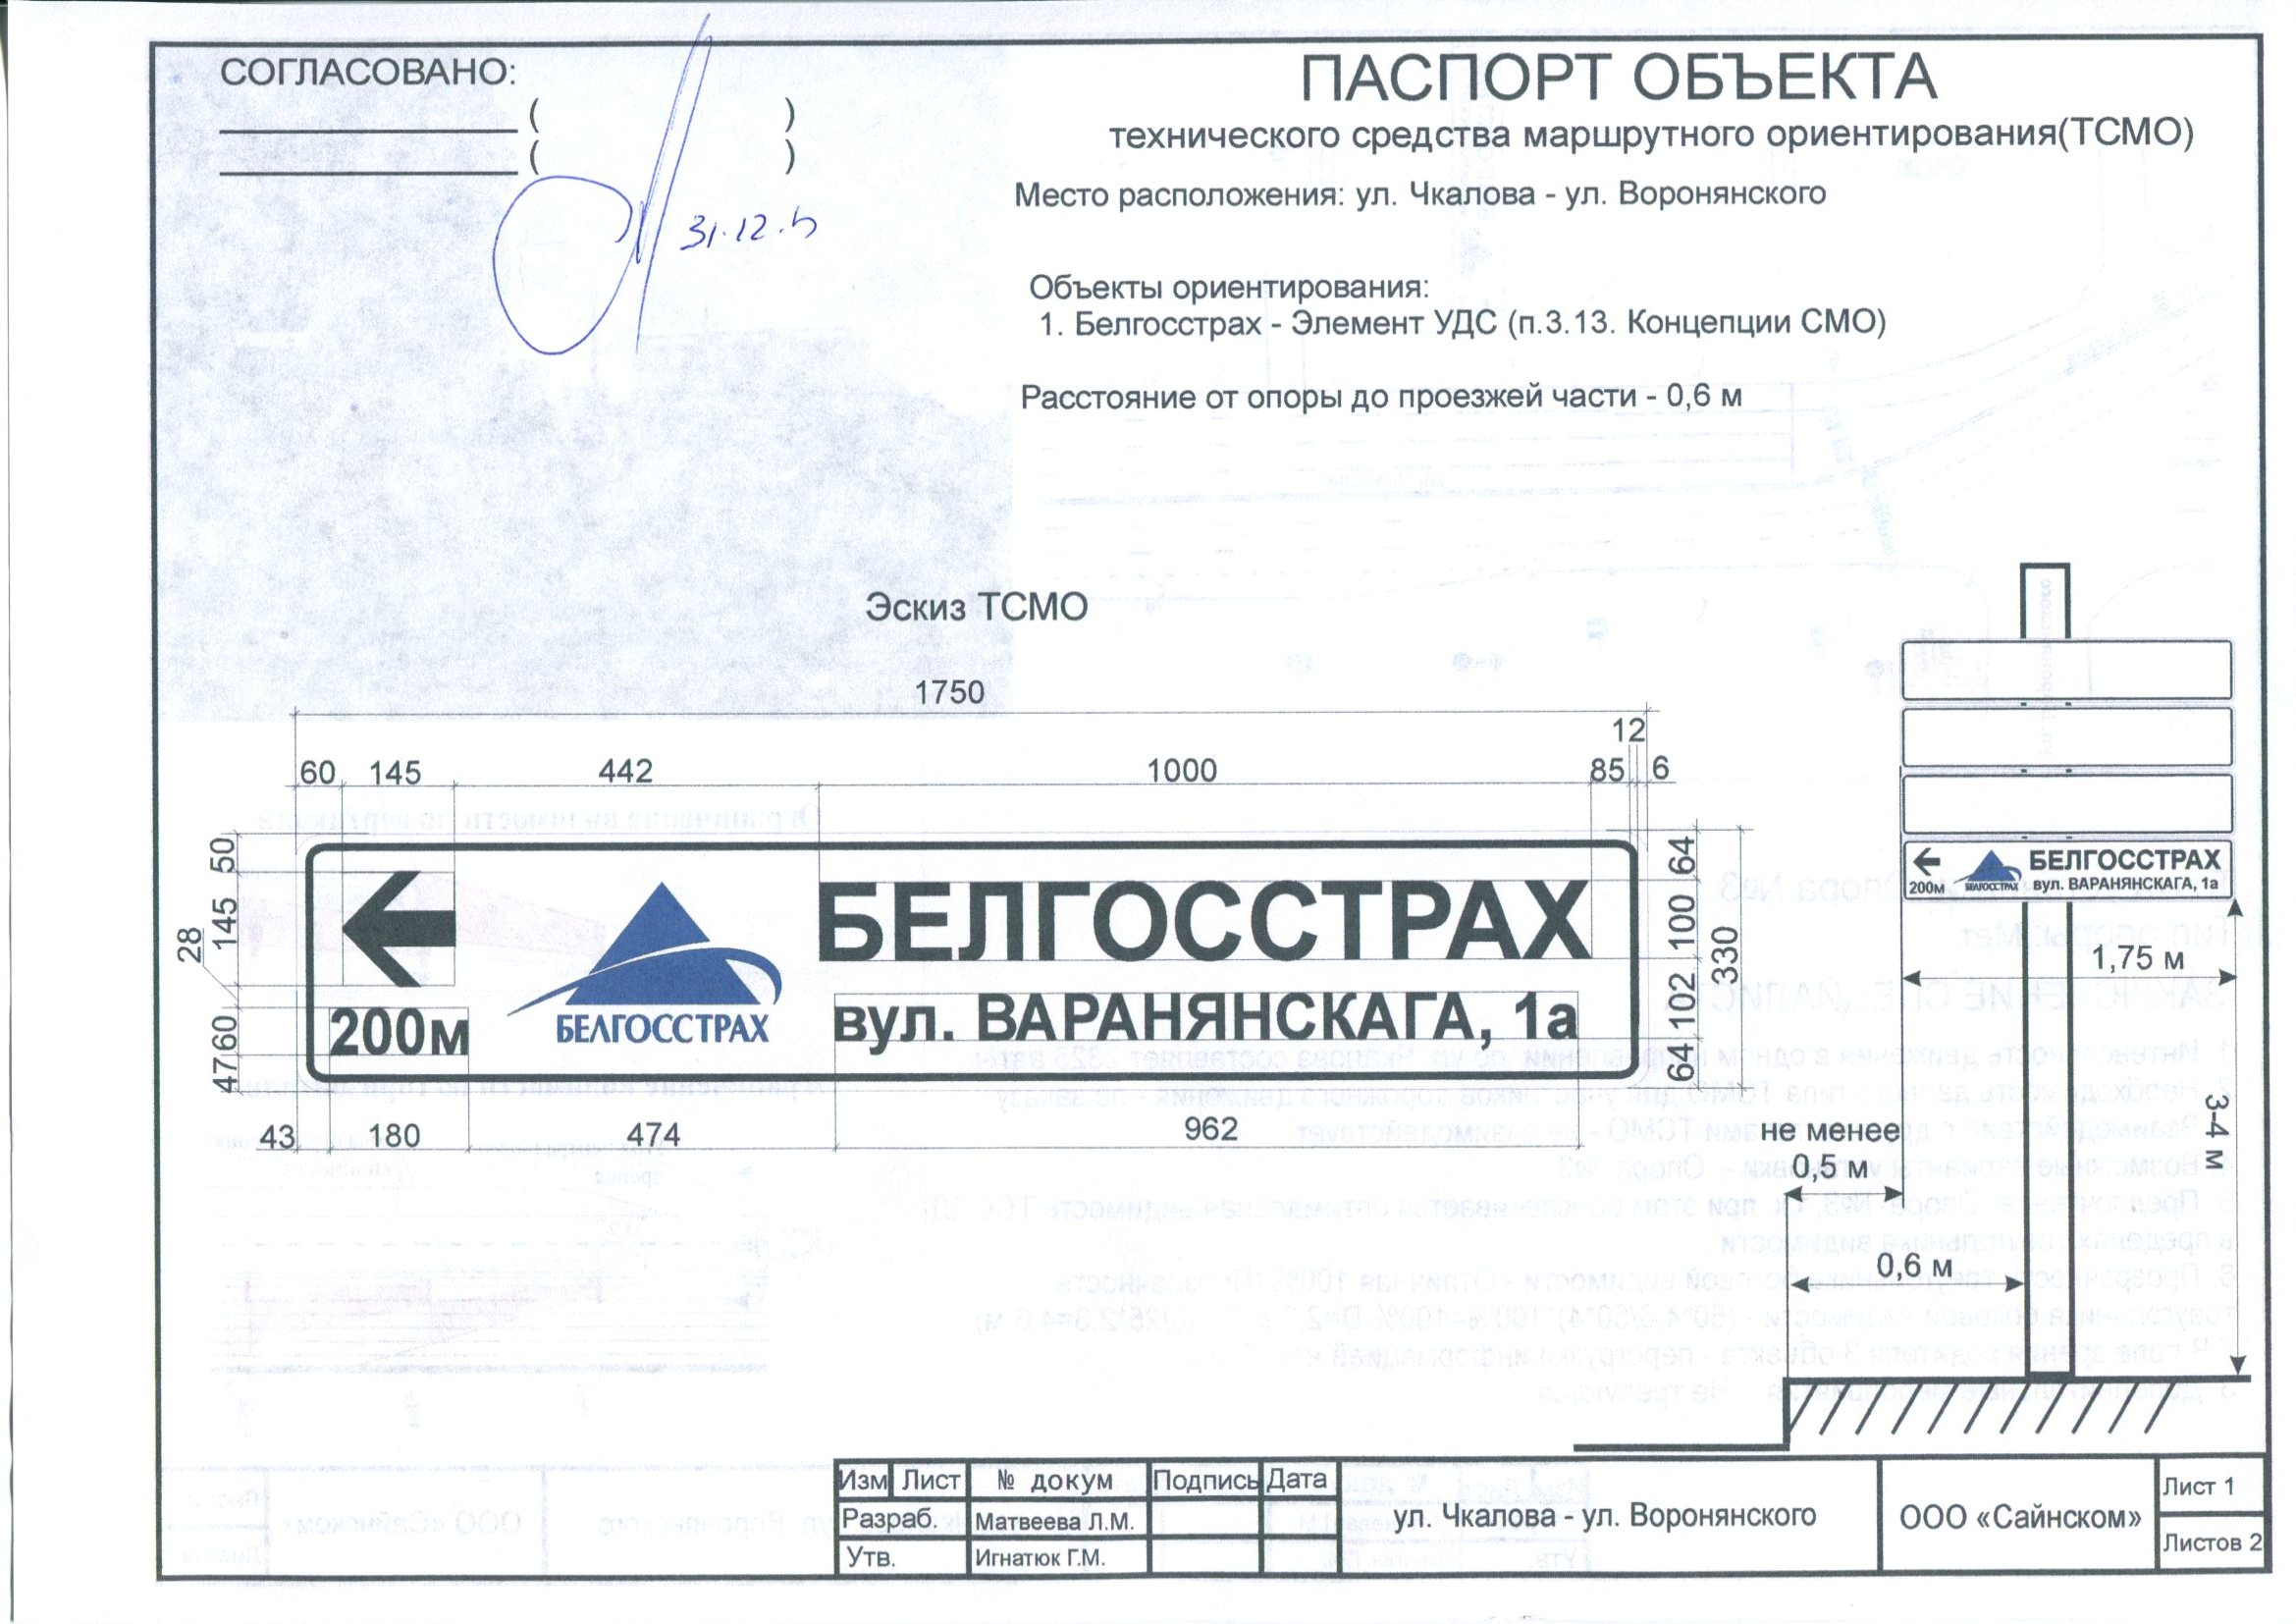 СОГЛАСОВАНО:
( )
( )
31.12.
ПАСПОРТ ОБЪЕКТА
технического средства маршрутного ориентирования(ТСМО)
Место расположения: ул. Чкалова - ул. Воронянского
Объекты ориентирования:
1. Белгосстрах - Элемент УДС (п.3.13. Концепции СМО)
Расстояние от опоры до проезжей части - 0,6 м
Эскиз ТСМО
1750
12
60 145 442 1000 85 6
50
145
28
60
47
200м
БЕЛГОССТРАХ
БЕЛГОССТРАХ
вул. ВАРАНЯНСКАГА, 1а
64
100
102
64
330
43 180 474 962
200м
БЕЛГОССТРАХ
БЕЛГОССТРАХ
вул. ВАРАНЯНСКАГА, 1а
1,75 м
3-4 м
не менее
0,5 м
0,6 м
Изм Лист № докум Подпись Дата
Разраб. Матвеева Л.М.
Утв. Игнатюк Г.М.
ул. Чкалова - ул. Воронянского
ООО «Сайнском»
Лист 1
Листов 2